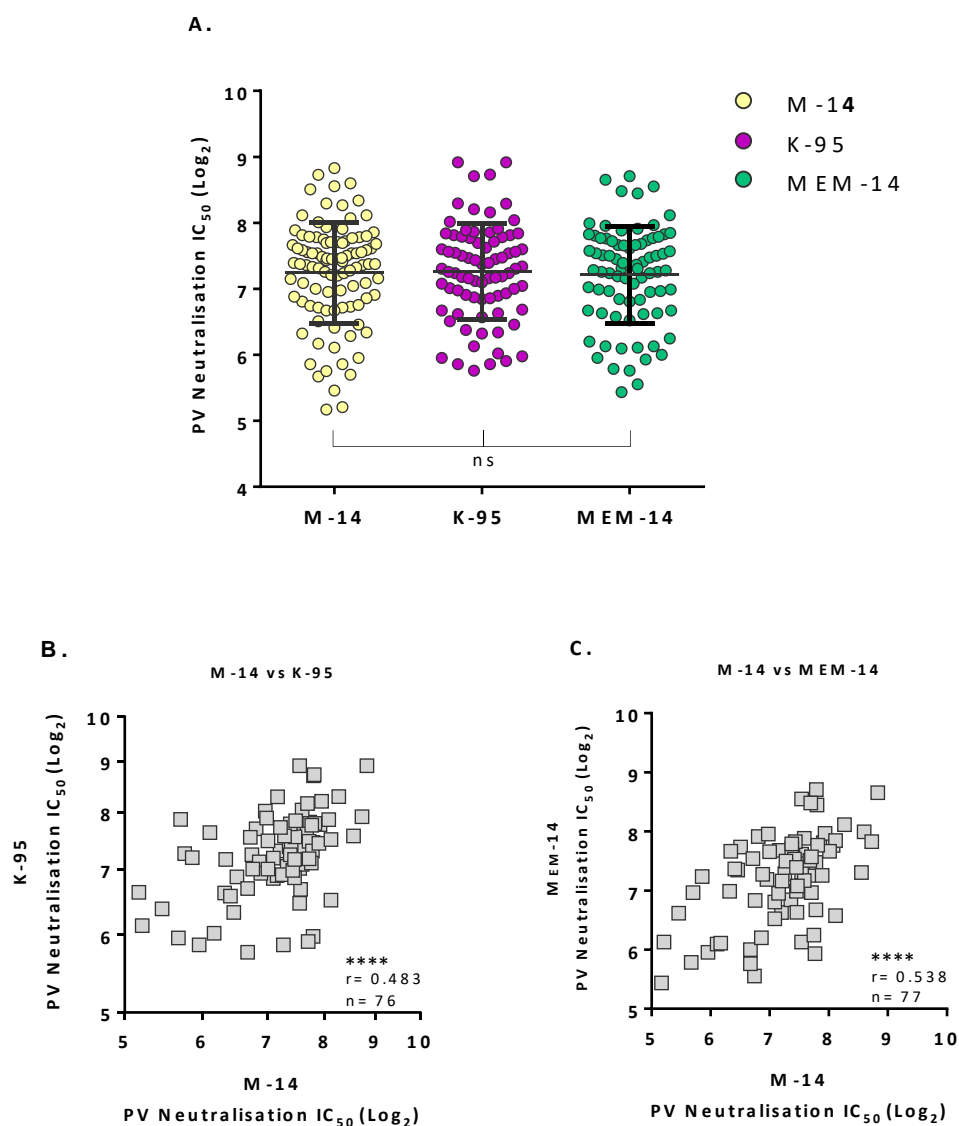 A.
PV Neutralisation IC50 (Log2)
10
9
8
7
6
5
4
M-14
K-95
MEM-14
ns
M-14
K-95
MEM-14
B.
M-14 vs K-95
K-95
PV Neutralisation IC50 (Log2)
10
9
8
7
6
5
****
r= 0.483
n= 76
5 6 7 8 9 10
M-14
PV Neutralisation IC50 (Log2)
C.
M-14 vs MEM-14
MEM-14
PV Neutralisation IC50 (Log2)
10
9
8
7
6
5
****
r= 0.538
n= 77
5 6 7 8 9 10
M-14
PV Neutralisation IC50 (Log2)